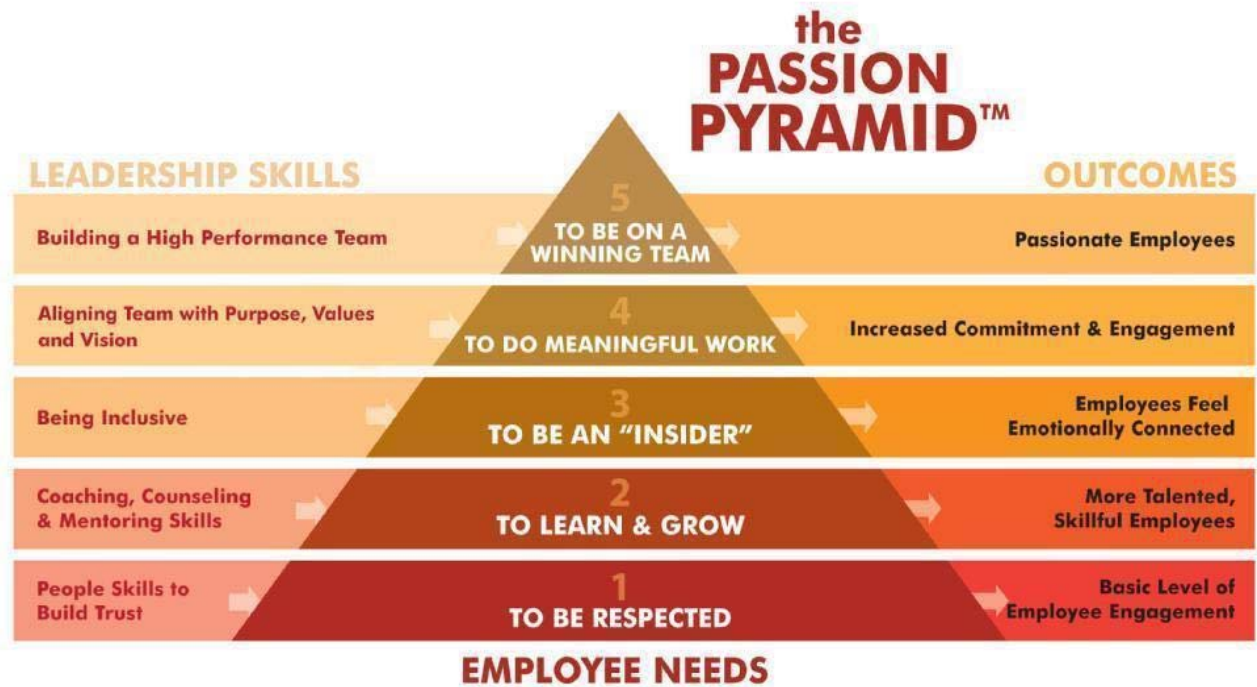 the
PASSION
PYRAMID™
LEADERSHIP SKILLS
OUTCOMES
Building a High Performance Team
5
TO BE ON A
WINNING TEAM
Passionate Employees
Aligning Team with Purpose, Values
and Vision
4
TO DO MEANINGFUL WORK
Increased Commitment & Engagement
Being Inclusive
3
TO BE AN “INSIDER”
Employees Feel
Emotionally Connected
Coaching, Counseling
& Mentoring Skills
2
TO LEARN & GROW
More Talented,
Skillful Employees
People Skills to
Build Trust
1
TO BE RESPECTED
Basic Level of
Employee Engagement
EMPLOYEE NEEDS